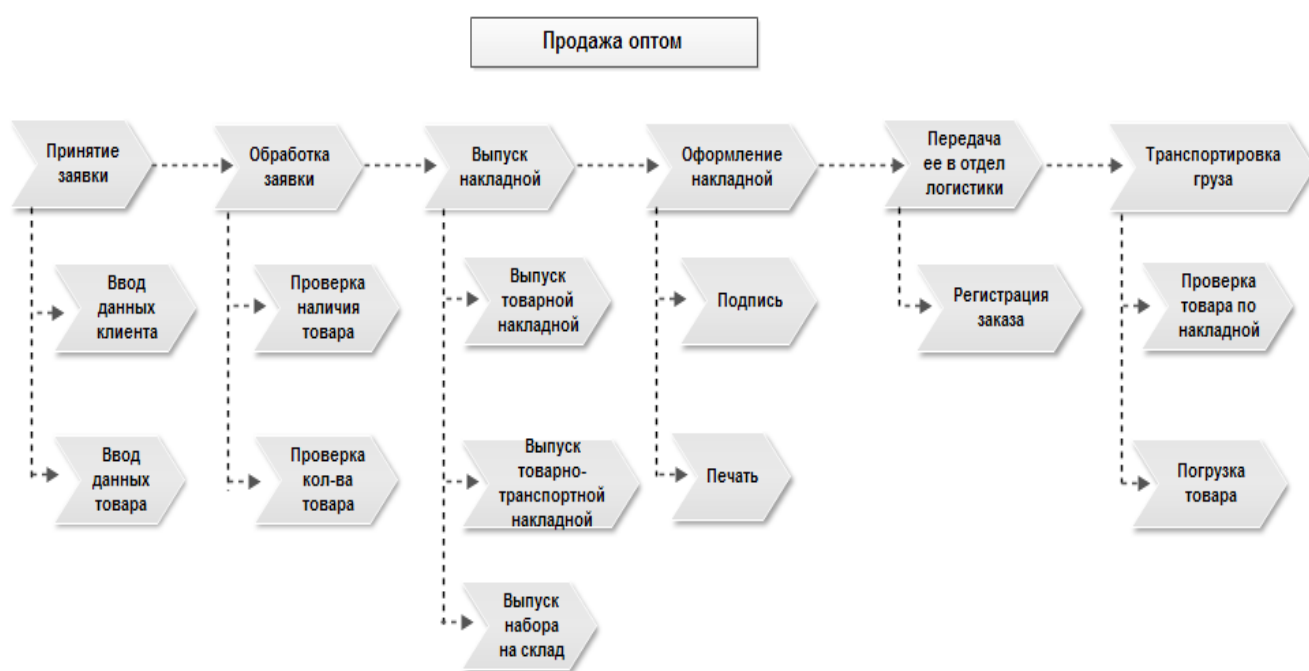 Продажа оптом
Принятие
заявки
Обработка
заявки
Выпуск
накладной
Оформление
накладной
Передача
ее в отдел
логистики
Транспортировка
груза
Ввод
данных
клиента
Проверка
наличия
товара
Выпуск
товарной
накладной
Подпись
Регистрация
заказа
Проверка
товара по
накладной
Ввод
данных
товара
Проверка
кол-ва
товара
Выпуск
товарно-
транспортной
накладной
Печать
Погрузка
товара
Выпуск
набора
на склад